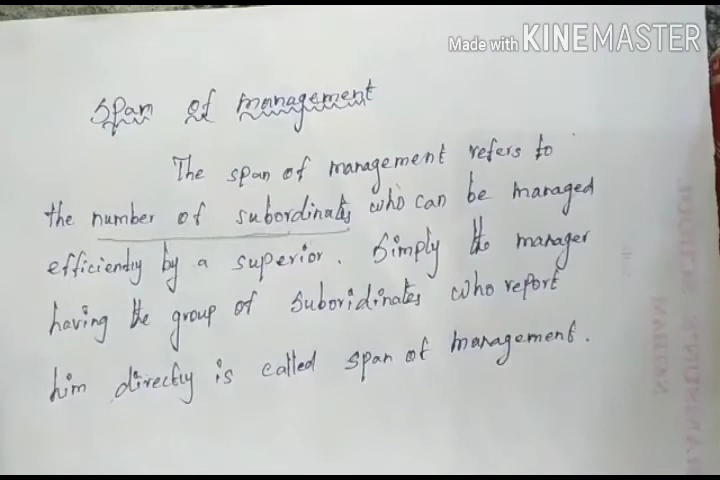 Made with KINEMASTER
Span of management
The span of management refers to
the number of subordinates who can be managed
efficiently by a superior. Simply the manager
having the group of suboridinates who report
him directly is called span of management.